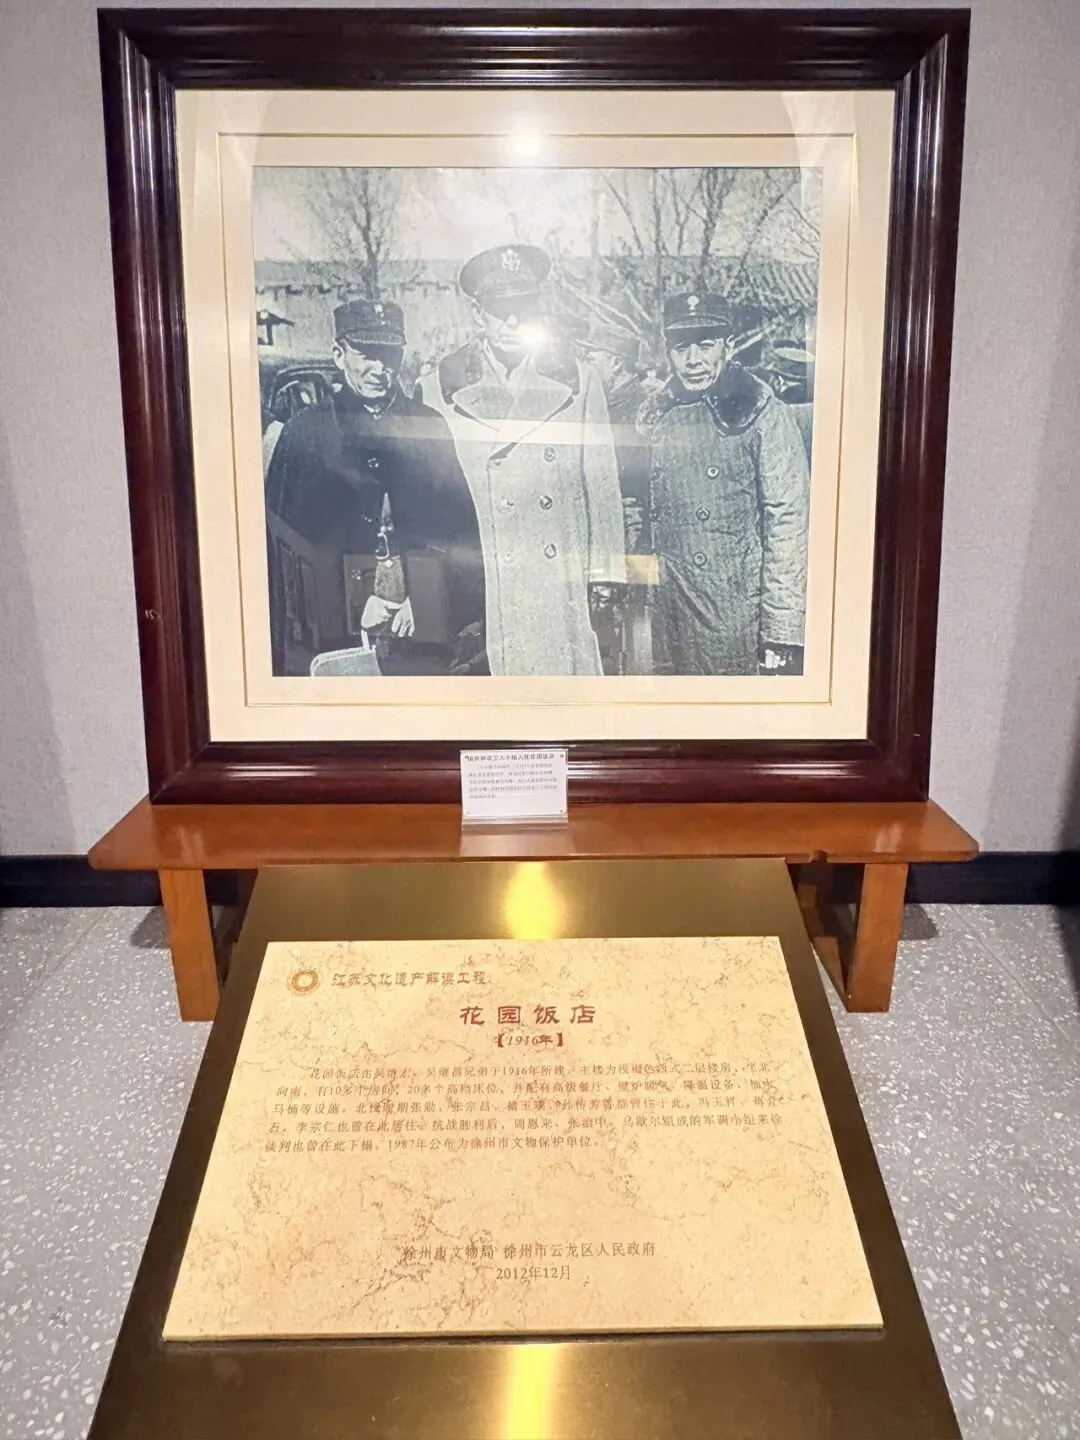 江苏文化遗产解读工程
花园饭店
【1916年】
花园饭店由吴继宏、吴继昌兄弟于1916年所建。主楼为浅褐色西式二层楼房，坐北
向南，有10多个房间，20多个高档床位，并配有高级餐厅、壁炉暖气、降温设备、抽水
马桶等设施。北伐时期张勋、张宗昌、褚玉璞、孙传芳等都曾住于此，冯玉祥、蒋介
石、李宗仁也曾在此居住。抗战胜利后，周恩来、张治中、马歇尔组成的军调小组来徐
谈判也曾在此下榻。1987年公布为徐州市文物保护单位。
徐州市文物局 徐州市云龙区人民政府
2012年12月